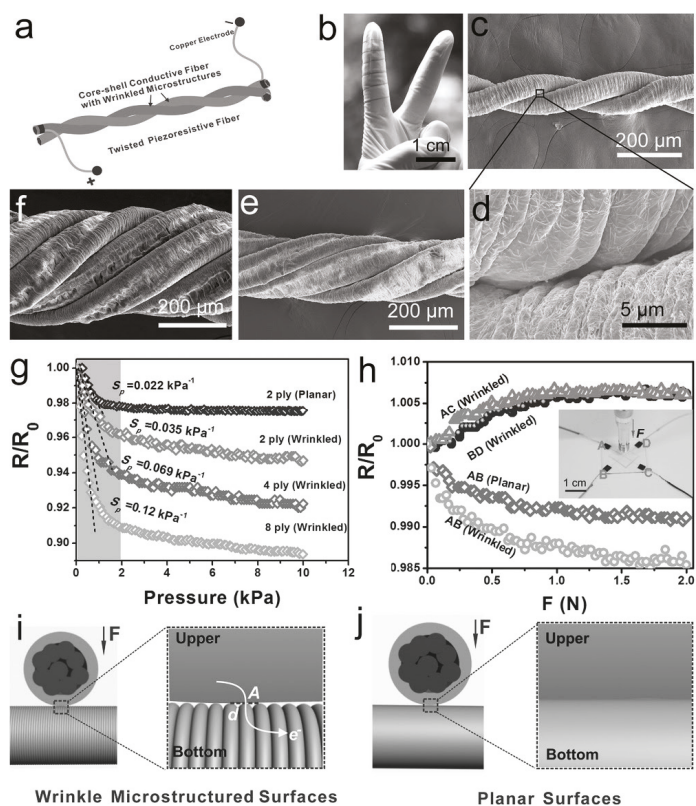 a
Copper Electrode
Core-shell Conductive Fiber
with Wrinkled Microstructures
Twisted Piezoresistive Fiber
b
1 cm
c
200 μm
f
200 μm
e
200 μm
d
5 μm
g
R/R0
1.00
0.98
0.96
0.94
0.92
0.90
Sp=0.022 kPa-1
2 ply (Planar)
Sp=0.035 kPa-1
2 ply (Wrinkled)
Sp=0.069 kPa-1
4 ply (Wrinkled)
Sp=0.12 kPa-1
8 ply (Wrinkled)
0 2 4 6 8 10 12
Pressure (kPa)
h
R/R0
1.010
1.005
1.000
0.995
0.990
0.985
AC (Wrinkled)
BD (Wrinkled)
AB (Planar)
AB (Wrinkled)
F
A D
B C
1 cm
0.0 0.5 1.0 1.5 2.0
F (N)
i
F
Upper
A
d
e-
Bottom
Wrinkle Microstructured Surfaces
j
F
Upper
Bottom
Planar Surfaces